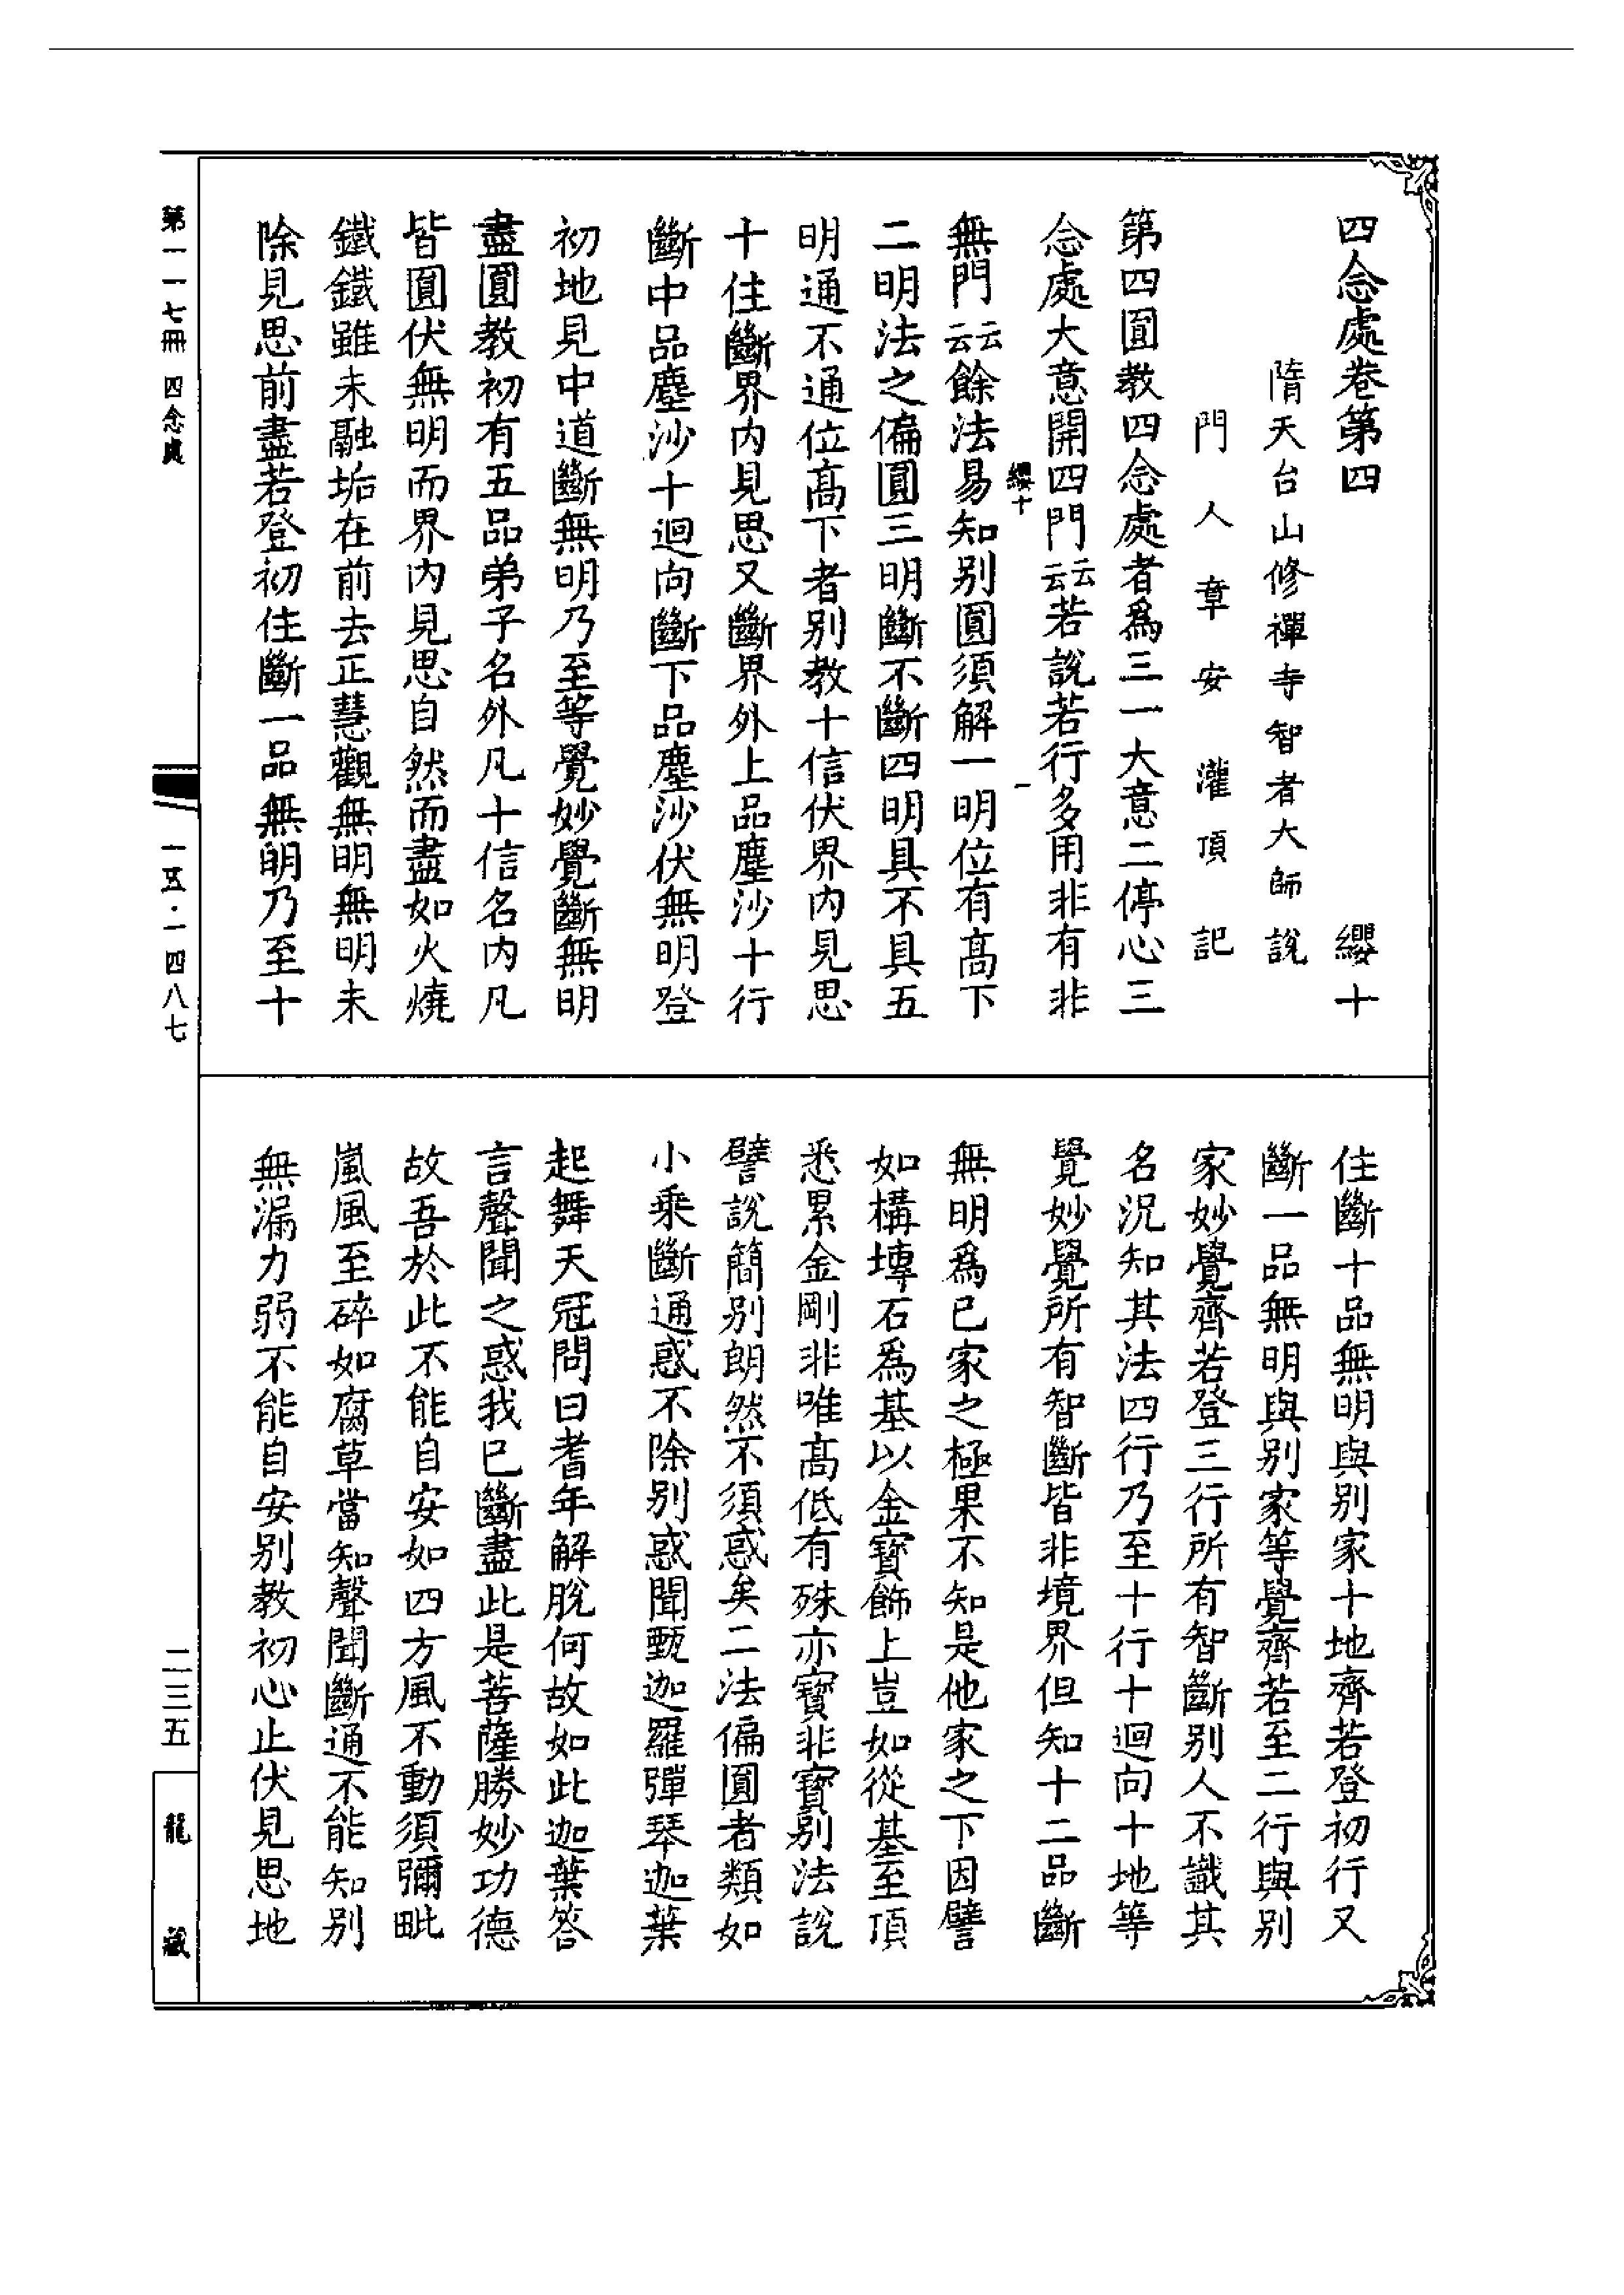 四念處卷第四 纓十
隋天台山修禪寺智者大師說
門人章安灌頂記
第四圓教四念處者為三一大意二停心三
念處大意開四門云云若說若行多用非有非
纓十 一
無門云云餘法易知別圓須解一明位有高下
二明法之偏圓三明斷不斷四明具不具五
明通不通位高下者別教十信伏界內見思
十住斷界內見思又斷界外上品塵沙十行
斷中品塵沙十迴向斷下品塵沙伏無明登
初地見中道斷無明乃至等覺妙覺斷無明
盡圓教初有五品弟子名外凡十信名內凡
皆圓伏無明而界內見思自然而盡如火燒
鐵鐵雖未融垢在前去正慧觀無明無明未
除見思前盡若登初住斷一品無明乃至十
住斷十品無明與別家十地齊若登初行又
斷一品無明與別家等覺齊若至二行與別
家妙覺齊若登三行所有智斷別人不識其
名況知其法四行乃至十行十迴向十地等
覺妙覺所有智斷皆非境界但知十二品斷
無明為已家之極果不知是他家之下因譬
如構塼石為基以金寶飾上豈如從基至頂
悉累金剛非唯高低有殊亦寶非寶別法說
譬說簡別朗然不須惑矣二法偏圓者類如
小乘斷通惑不除別惑聞甄迦羅彈琴迦葉
起舞天冠問曰耆年解脫何故如此迦葉答
言聲聞之惑我已斷盡此是菩薩勝妙功德
故吾於此不能自安如四方風不動須彌毗
嵐風至碎如腐草當知聲聞斷通不能知別
無漏力弱不能自安別教初心止伏見思地
第一一七冊 四念處
一五·一四八七
二三五
龍藏